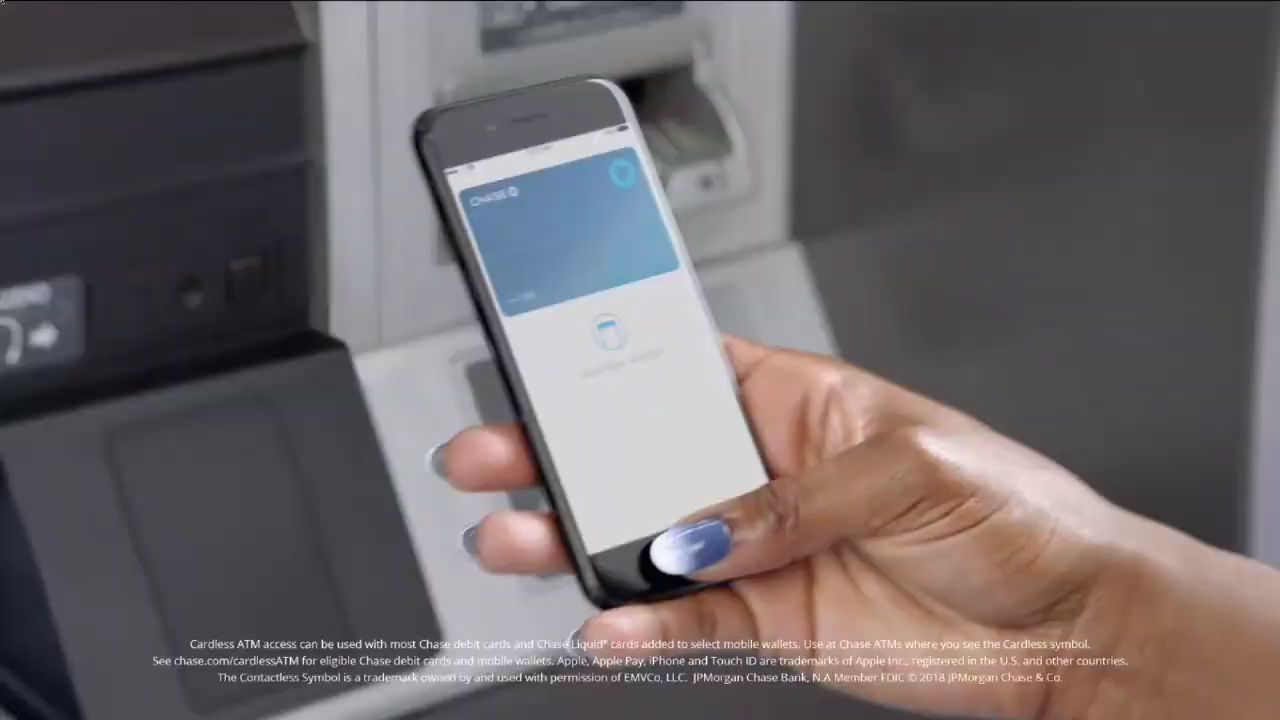 CHASE
Cardless ATM access can be used with most Chase debit cards and Chase Liquid® cards added to select mobile wallets. Use at Chase ATMs where you see the Cardless symbol.
See chase.com/cardlessATM for eligible Chase debit cards and mobile wallets. Apple, Apple Pay, iPhone and Touch ID are trademarks of Apple Inc., registered in the U.S. and other countries.
The Contactless Symbol is a trademark owned by and used with permission of EMVCo, LLC. JPMorgan Chase Bank, N.A Member FDIC © 2018 JPMorgan Chase & Co.